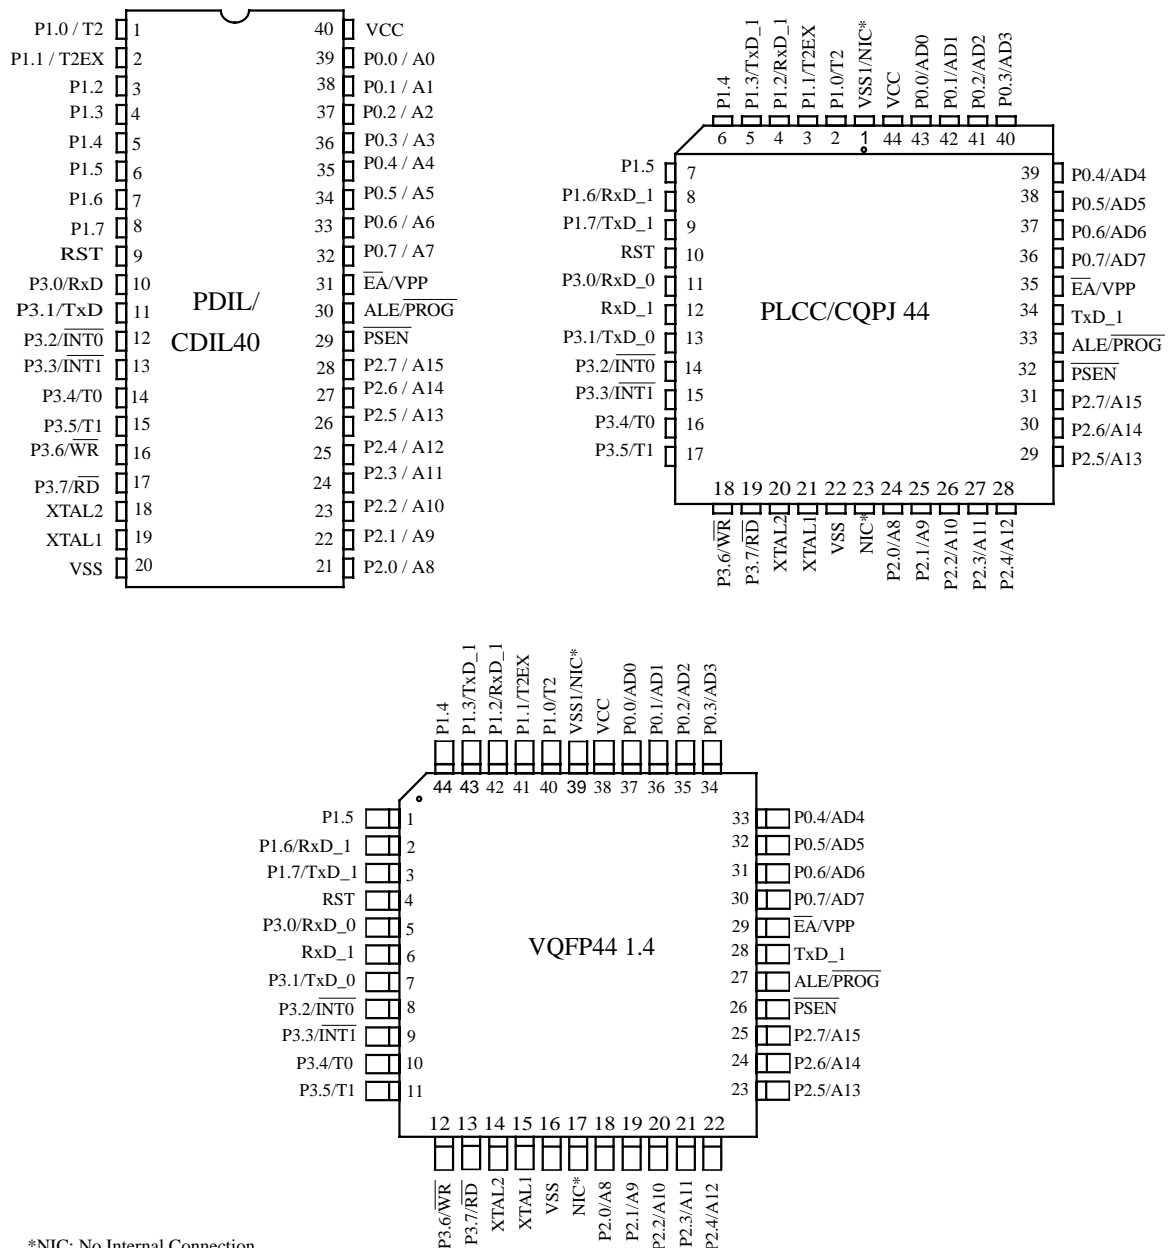 P1.0 / T2 1 40 VCC
P1.1 / T2EX 2 39 P0.0 / A0
P1.2 3 38 P0.1 / A1
P1.3 4 37 P0.2 / A2
P1.4 5 36 P0.3 / A3
P1.5 6 35 P0.4 / A4
P1.6 7 34 P0.5 / A5
P1.7 8 33 P0.6 / A6
RST 9 32 P0.7 / A7
P3.0/RxD 10 31 EA/VPP
P3.1/TxD 11 30 ALE/PROG
P3.2/INT0 12 29 PSEN
P3.3/INT1 13 28 P2.7 / A15
P3.4/T0 14 27 P2.6 / A14
P3.5/T1 15 26 P2.5 / A13
P3.6/WR 16 25 P2.4 / A12
P3.7/RD 17 24 P2.3 / A11
XTAL2 18 23 P2.2 / A10
XTAL1 19 22 P2.1 / A9
VSS 20 21 P2.0 / A8
PDIL/
CDIL40
P1.4 P1.3/TxD_1 P1.2/RxD_1 P1.1/T2EX P1.0/T2 VSS1/NIC* VCC P0.0/AD0 P0.1/AD1 P0.2/AD2 P0.3/AD3
6 5 4 3 2 1 44 43 42 41 40
P1.5 7 39 P0.4/AD4
P1.6/RxD_1 8 38 P0.5/AD5
P1.7/TxD_1 9 37 P0.6/AD6
RST 10 36 P0.7/AD7
P3.0/RxD_0 11 35 EA/VPP
RxD_1 12 34 TxD_1
P3.1/TxD_0 13 33 ALE/PROG
P3.2/INT0 14 32 PSEN
P3.3/INT1 15 31 P2.7/A15
P3.4/T0 16 30 P2.6/A14
P3.5/T1 17 29 P2.5/A13
PLCC/CQPJ 44
18 19 20 21 22 23 24 25 26 27 28
P3.6/WR P3.7/RD XTAL2 XTAL1 VSS NIC* P2.0/A8 P2.1/A9 P2.2/A10 P2.3/A11 P2.4/A12
P1.4 P1.3/TxD_1 P1.2/RxD_1 P1.1/T2EX P1.0/T2 VSS1/NIC* VCC P0.0/AD0 P0.1/AD1 P0.2/AD2 P0.3/AD3
44 43 42 41 40 39 38 37 36 35 34
P1.5 1 33 P0.4/AD4
P1.6/RxD_1 2 32 P0.5/AD5
P1.7/TxD_1 3 31 P0.6/AD6
RST 4 30 P0.7/AD7
P3.0/RxD_0 5 29 EA/VPP
RxD_1 6 28 TxD_1
P3.1/TxD_0 7 27 ALE/PROG
P3.2/INT0 8 26 PSEN
P3.3/INT1 9 25 P2.7/A15
P3.4/T0 10 24 P2.6/A14
P3.5/T1 11 23 P2.5/A13
VQFP44 1.4
12 13 14 15 16 17 18 19 20 21 22
P3.6/WR P3.7/RD XTAL2 XTAL1 VSS NIC* P2.0/A8 P2.1/A9 P2.2/A10 P2.3/A11 P2.4/A12
*NIC: No Internal Connection